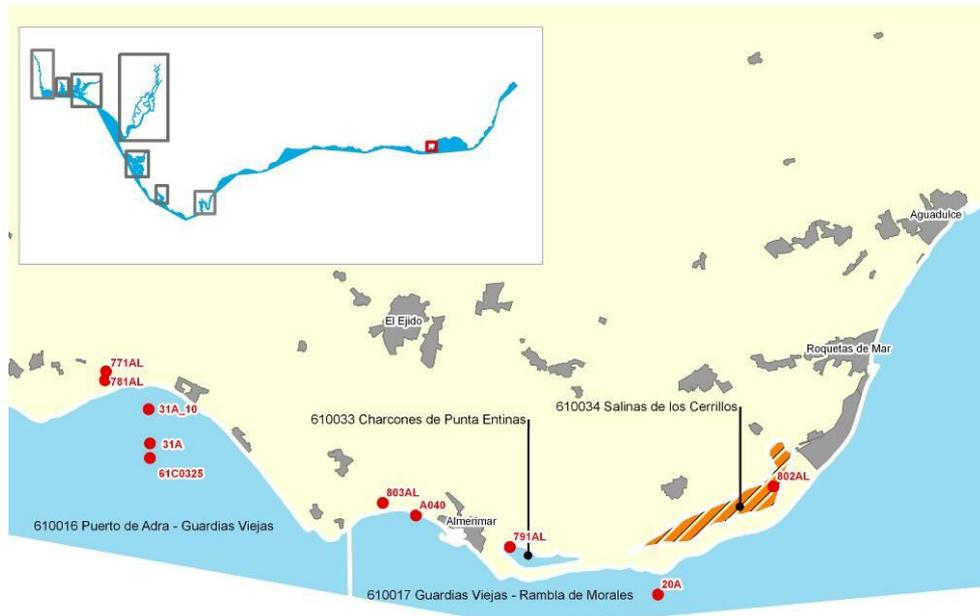 Aguadulce
El Ejido
Roquetas de Mar
771AL
781AL
31A_10
610034 Salinas de los Cerrillos
610033 Charcones de Punta Entinas
31A
61C0325
802AL
803AL
A040
Almerimar
610016 Puerto de Adra - Guardias Viejas
791AL
610017 Guardias Viejas - Rambla de Morales
20A